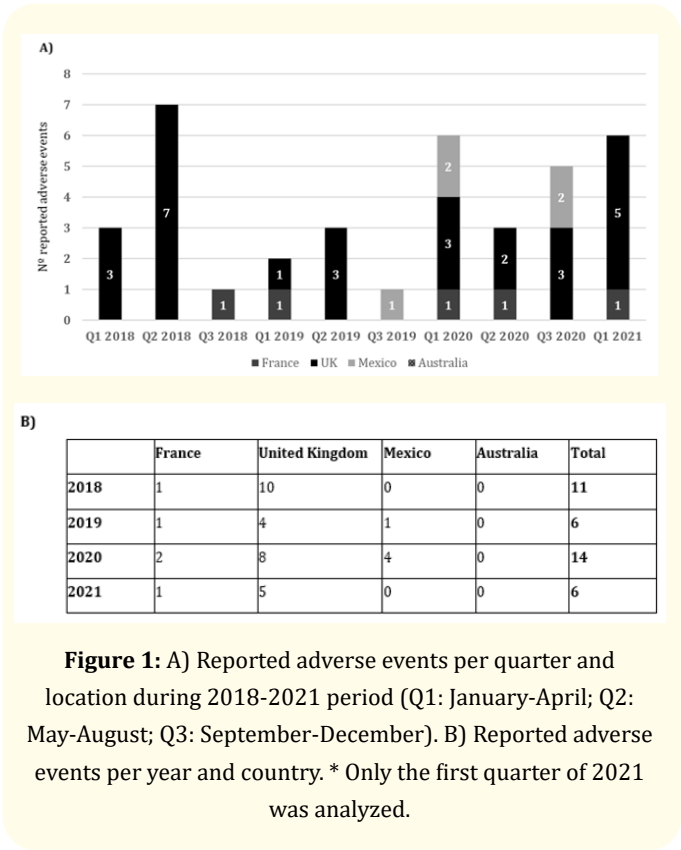 A)
Nº reported adverse events
8
7
6
5
4
3
2
1
0
3
7
1
1
1
3
1
2
3
1
2
1
2
3
5
1
Q1 2018 Q2 2018 Q3 2018 Q1 2019 Q2 2019 Q3 2019 Q1 2020 Q2 2020 Q3 2020 Q1 2021
France UK Mexico Australia
B)
France United Kingdom Mexico Australia Total
2018 1 10 0 0 11
2019 1 4 1 0 6
2020 2 8 4 0 14
2021 1 5 0 0 6
Figure 1: A) Reported adverse events per quarter and
location during 2018-2021 period (Q1: January-April; Q2:
May-August; Q3: September-December). B) Reported adverse
events per year and country. * Only the first quarter of 2021
was analyzed.